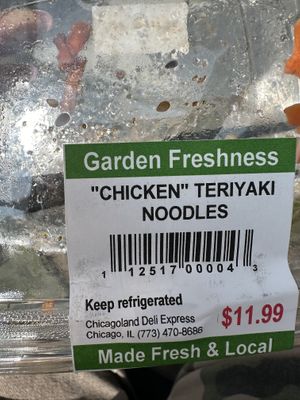 Garden Freshness
"CHICKEN" TERIYAKI
NOODLES
1 12517 00004 3
Keep refrigerated
Chicagoland Deli Express
Chicago, IL (773) 470-8686
$11.99
Made Fresh & Local